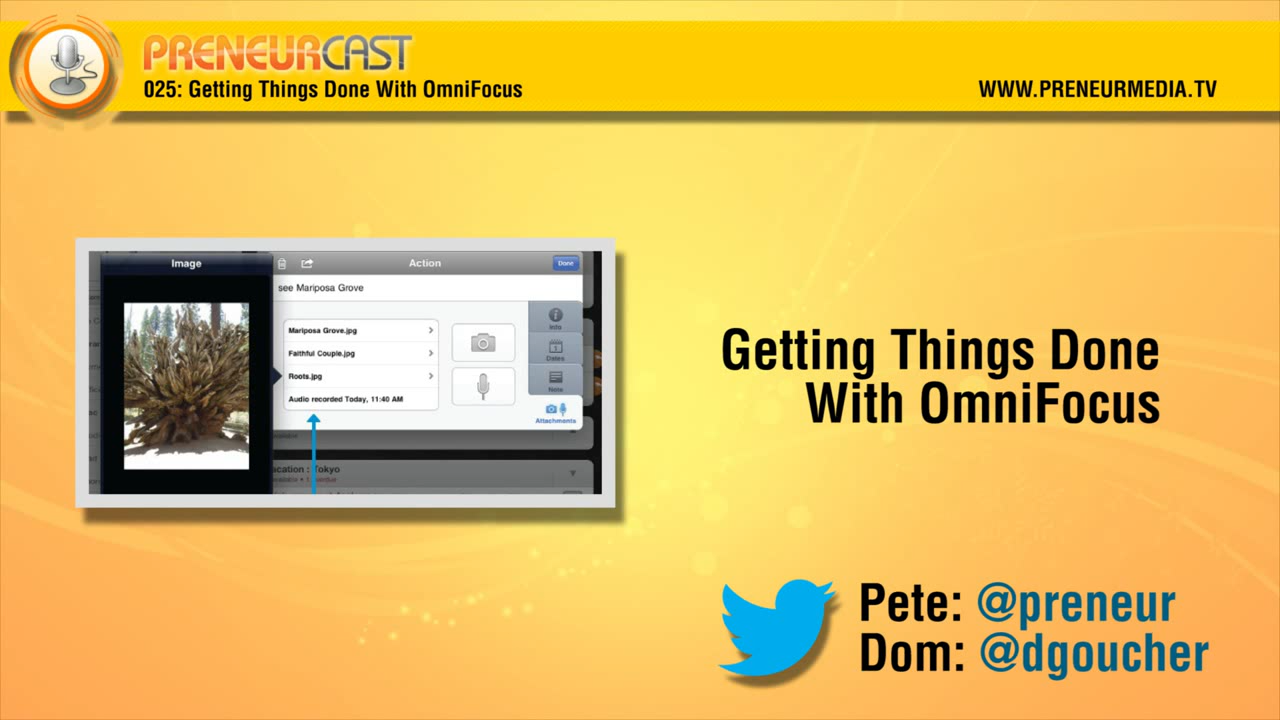 PRENEURCAST
025: Getting Things Done With OmniFocus
WWW.PRENEURMEDIA.TV
Image
Action
Done
see Mariposa Grove
Mariposa Grove.jpg
Faithful Couple.jpg
Roots.jpg
Audio recorded Today, 11:40 AM
Info
Dates
Note
Attachments
Tokyo
Getting Things Done
With OmniFocus
Pete: @preneur
Dom: @dgoucher